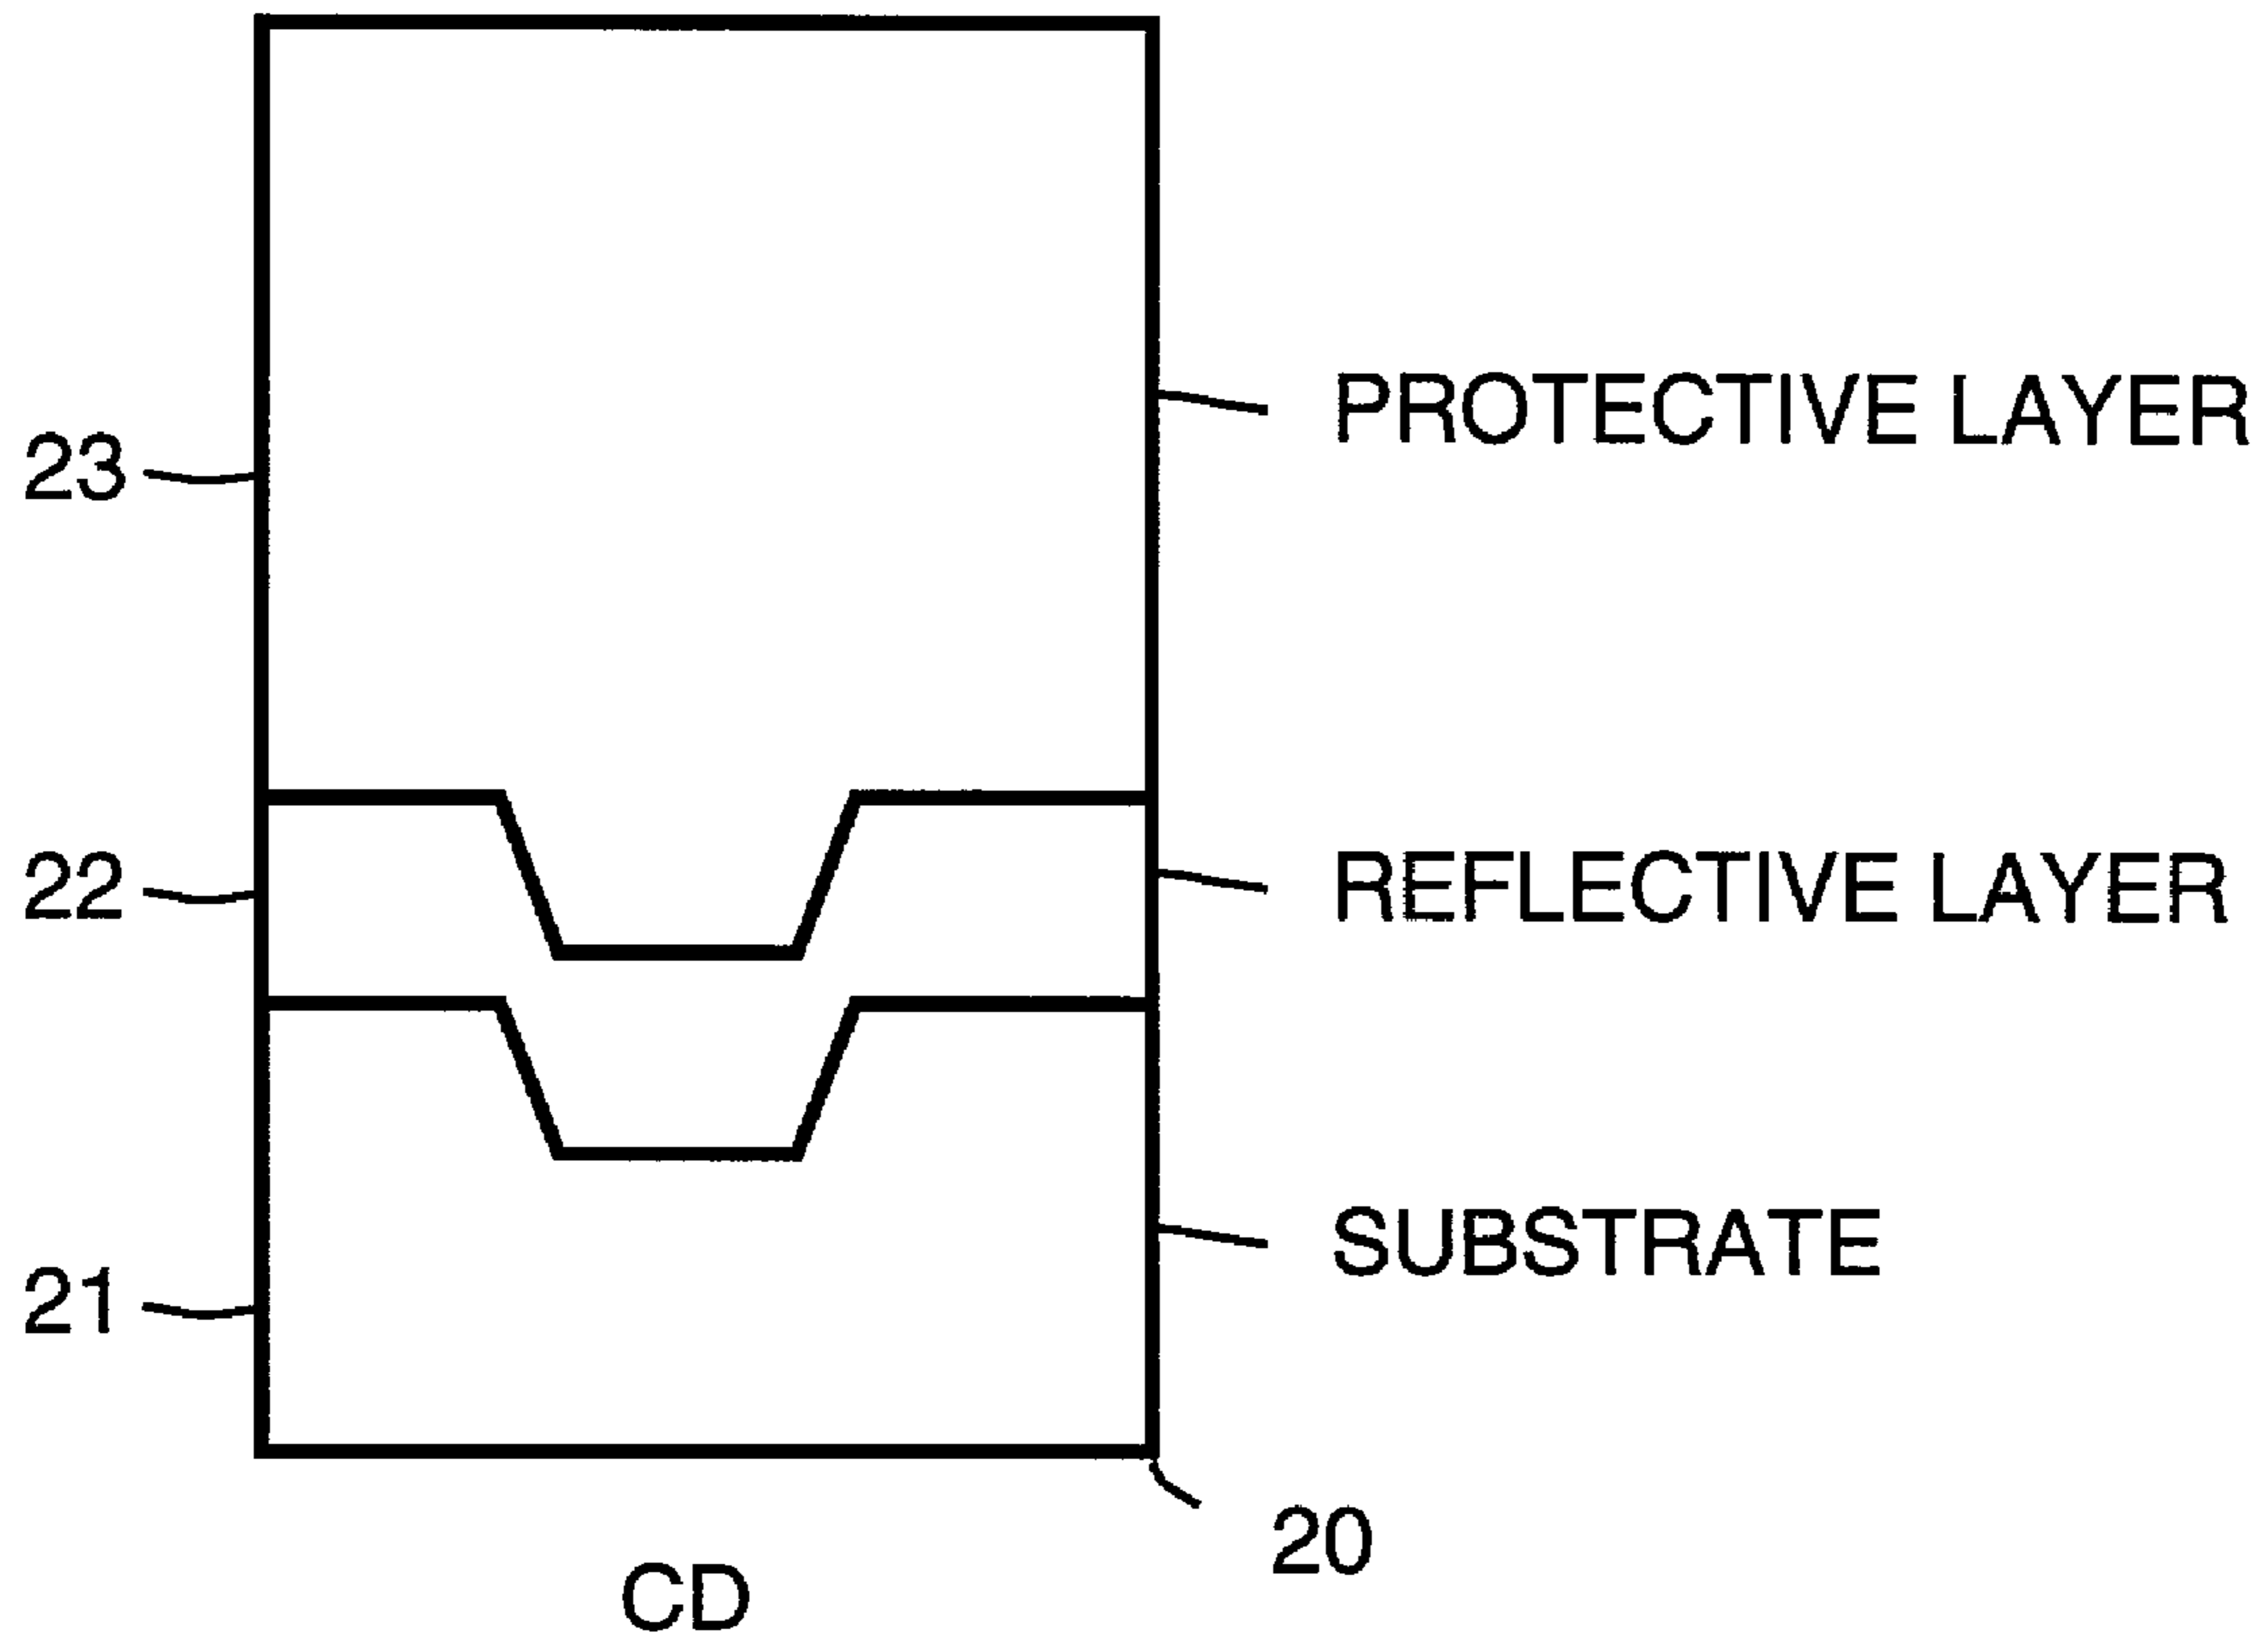 PROTECTIVE LAYER
23
22
REFLECTIVE LAYER
SUBSTRATE
21
20
CD